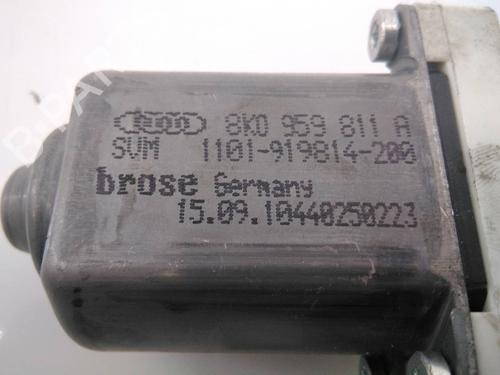 8K0 959 811 A
SVM 1101-919814-200
brose Germany
15.09.10440250223